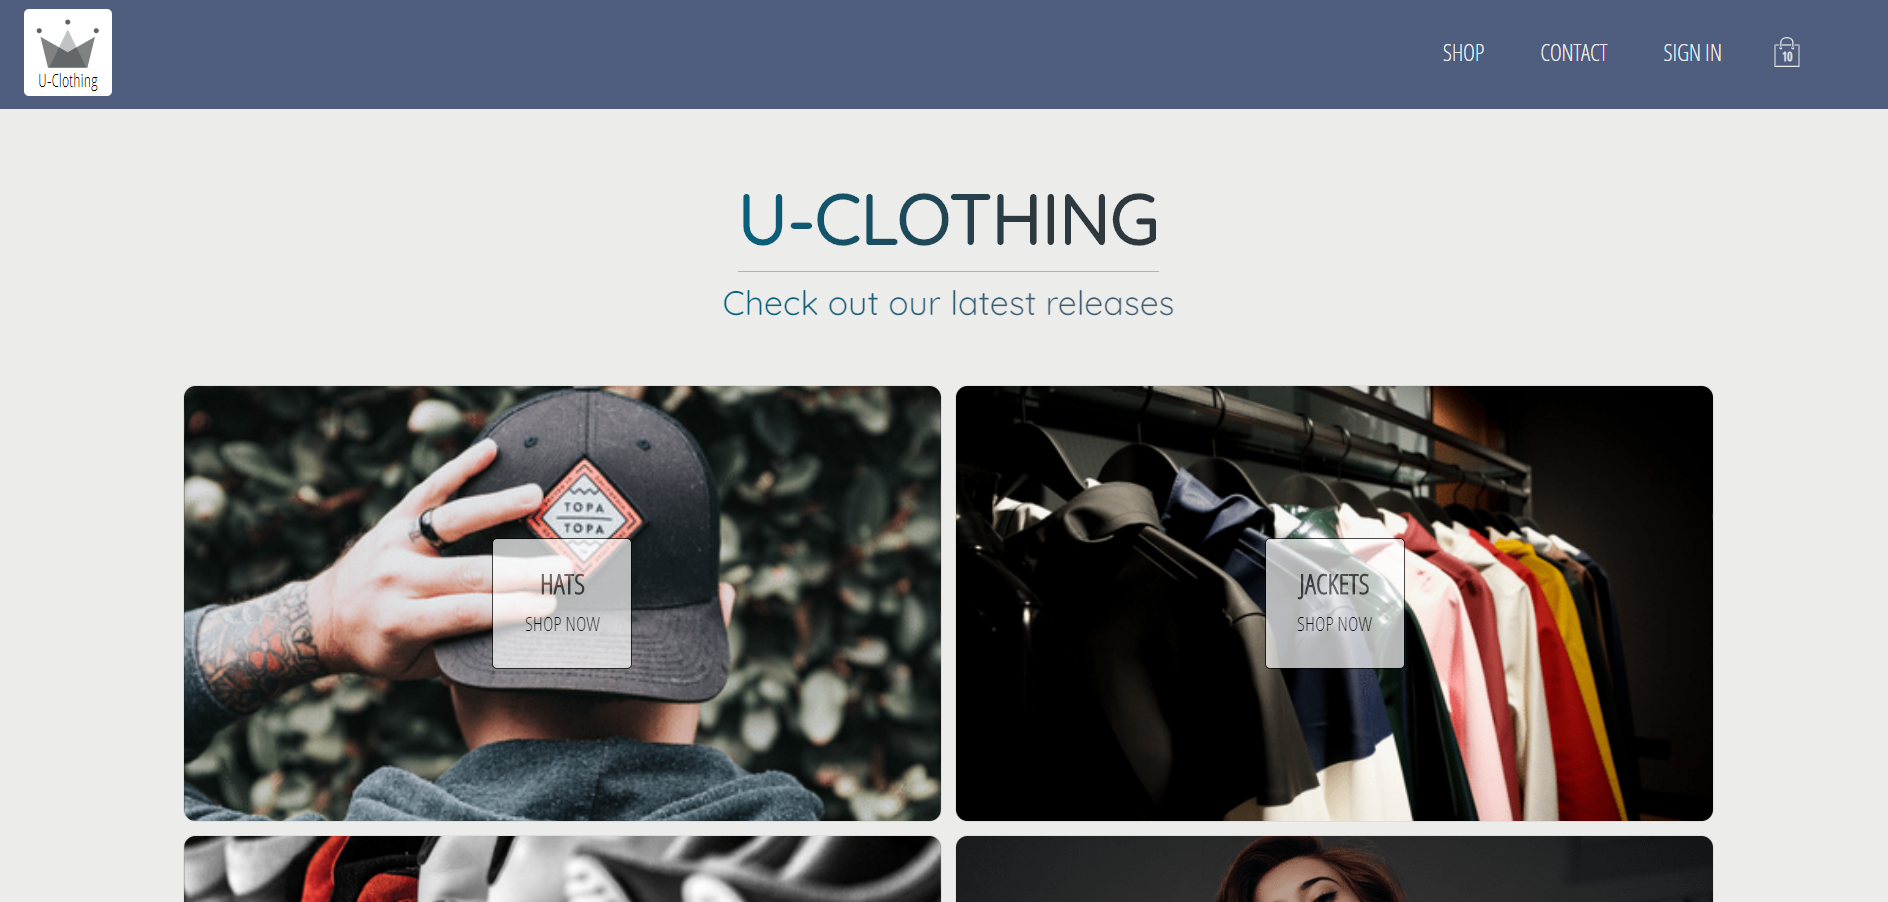 U-Clothing
SHOP
CONTACT
SIGN IN
10
U-CLOTHING
Check out our latest releases
TOPA
TOPA
HATS
SHOP NOW
JACKETS
SHOP NOW